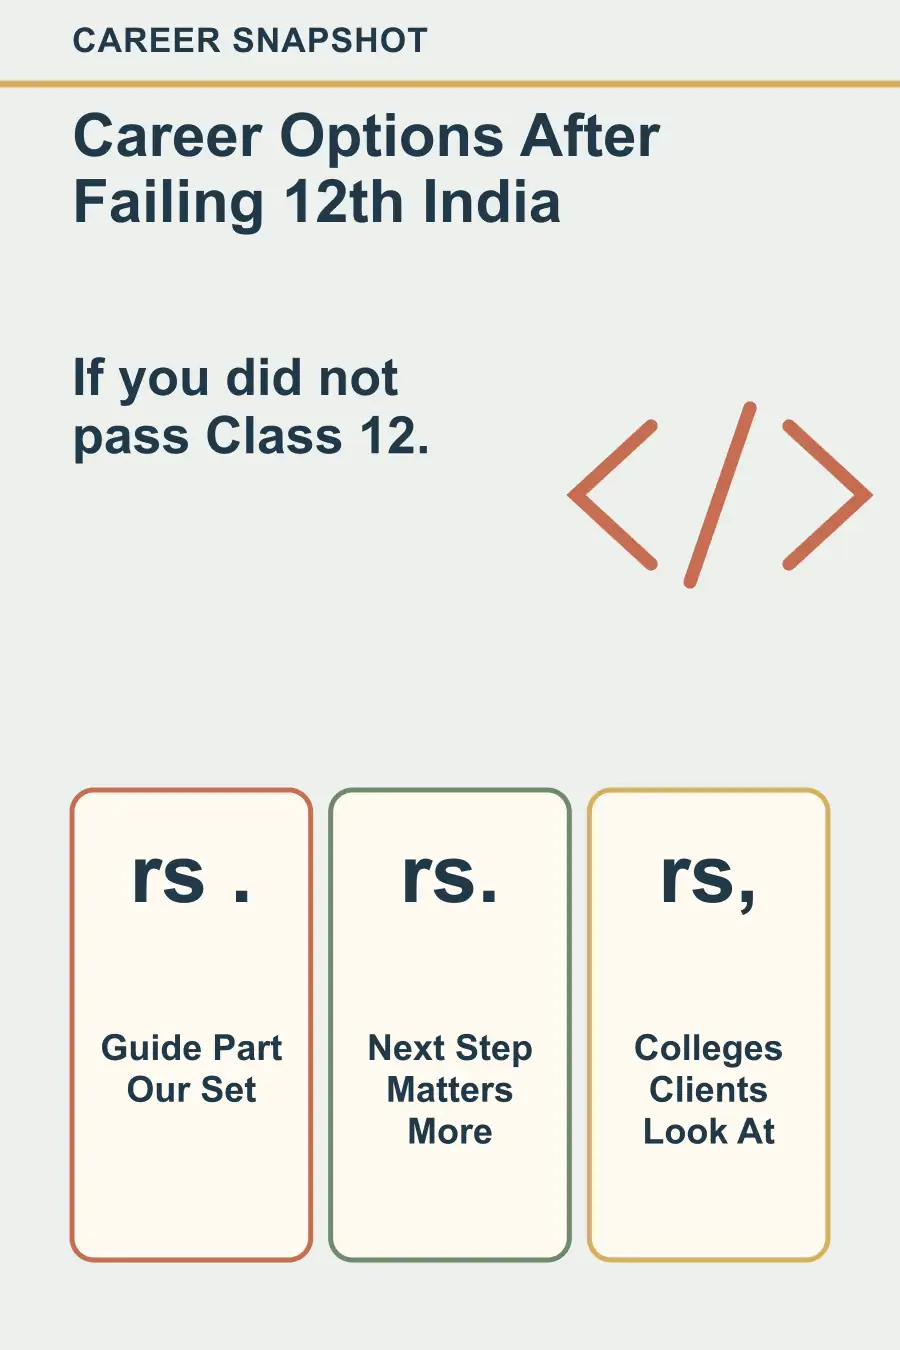 CAREER SNAPSHOT
Career Options After
Failing 12th India
If you did not
pass Class 12.
rs .
Guide Part
Our Set
rs.
Next Step
Matters
More
rs,
Colleges
Clients
Look At